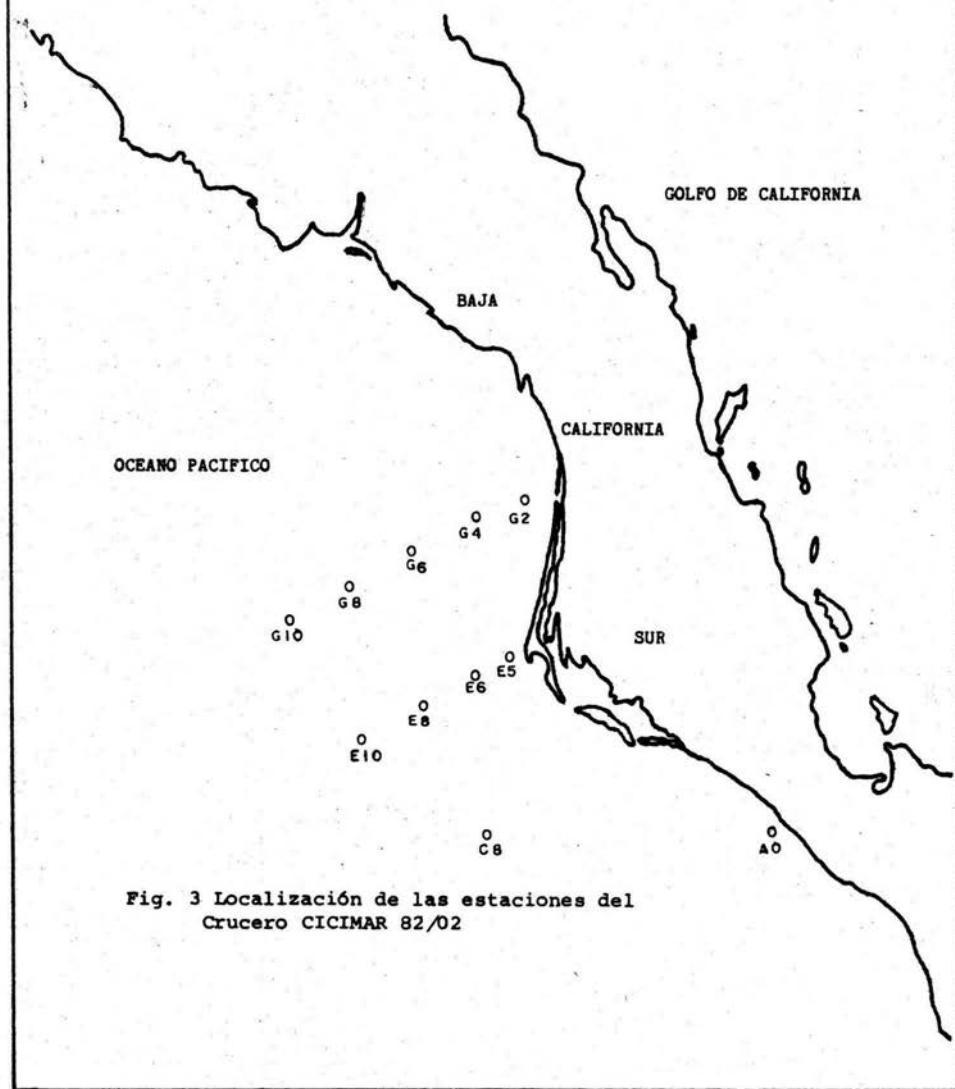 GOLFO DE CALIFORNIA
BAJA
CALIFORNIA
OCEANO PACIFICO
G2
G4
G6
G8
G10
SUR
E5
E6
E8
E10
C8
A0
Fig. 3 Localización de las estaciones del
Crucero CICIMAR 82/02